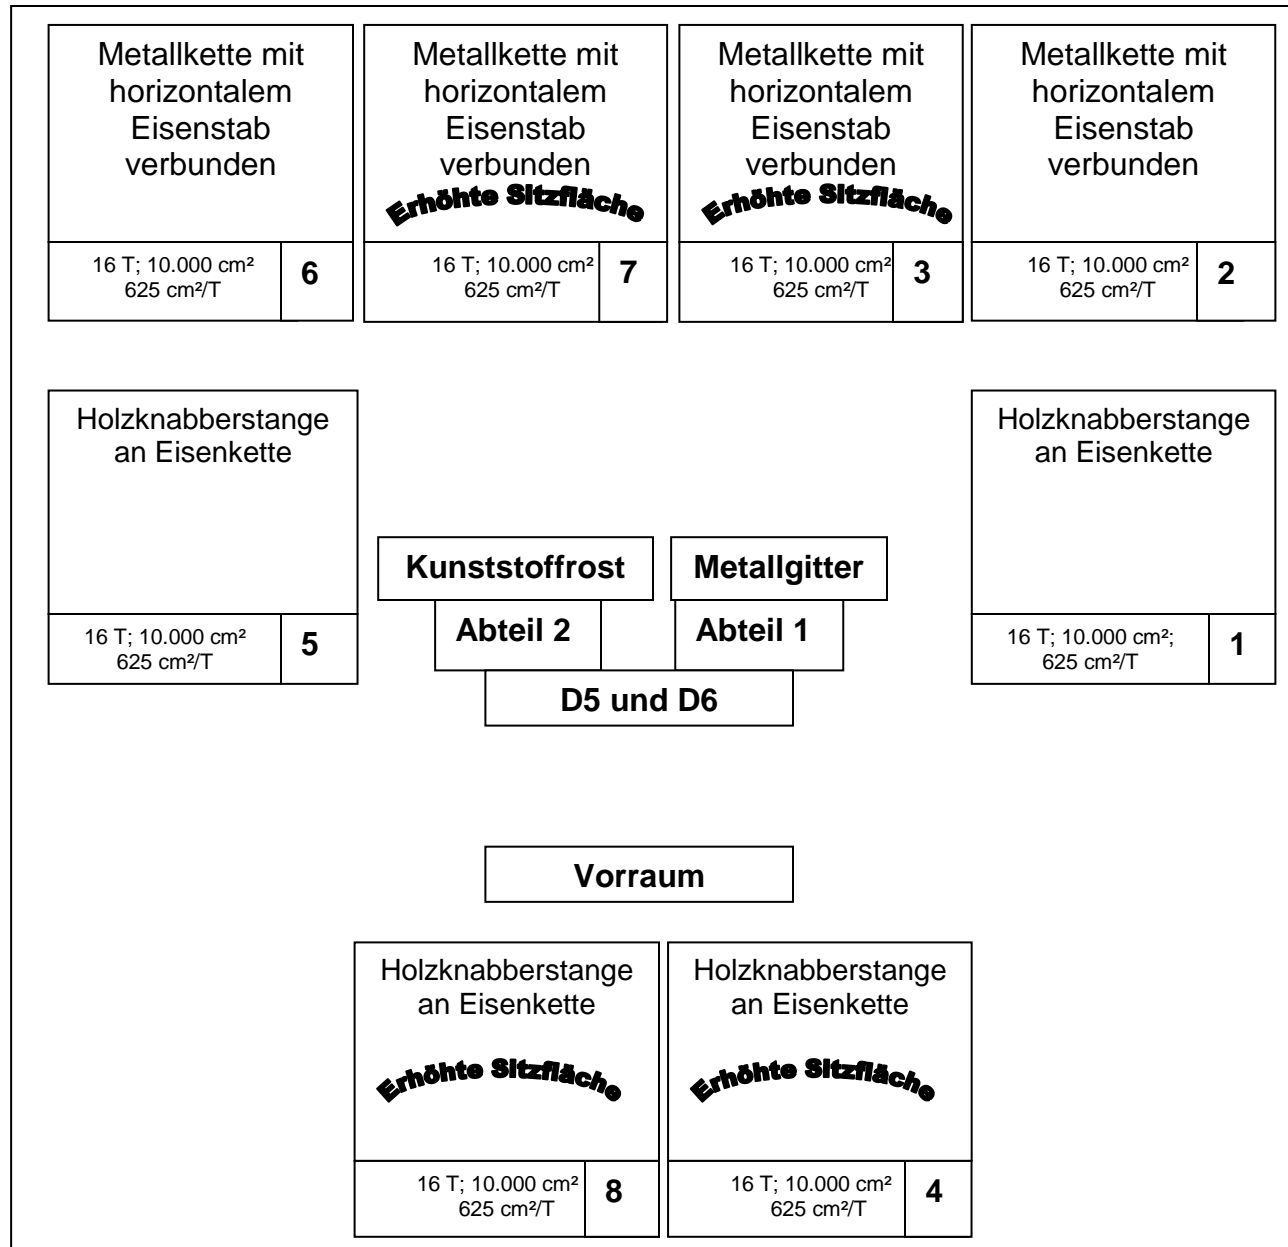 Metallkette mit
horizontalem
Eisenstab
verbunden
16 T; 10.000 cm²
625 cm²/T
6
Metallkette mit
horizontalem
Eisenstab
verbunden
Erhöhte Sitzfläche
16 T; 10.000 cm²
625 cm²/T
7
Metallkette mit
horizontalem
Eisenstab
verbunden
Erhöhte Sitzfläche
16 T; 10.000 cm²
625 cm²/T
3
Metallkette mit
horizontalem
Eisenstab
verbunden
16 T; 10.000 cm²
625 cm²/T
2
Holzknabberstange
an Eisenkette
16 T; 10.000 cm²
625 cm²/T
5
Kunststoffrost
Metallgitter
Abteil 2
Abteil 1
D5 und D6
Holzknabberstange
an Eisenkette
16 T; 10.000 cm²;
625 cm²/T
1
Vorraum
Holzknabberstange
an Eisenkette
Erhöhte Sitzfläche
16 T; 10.000 cm²
625 cm²/T
8
Holzknabberstange
an Eisenkette
Erhöhte Sitzfläche
16 T; 10.000 cm²
625 cm²/T
4